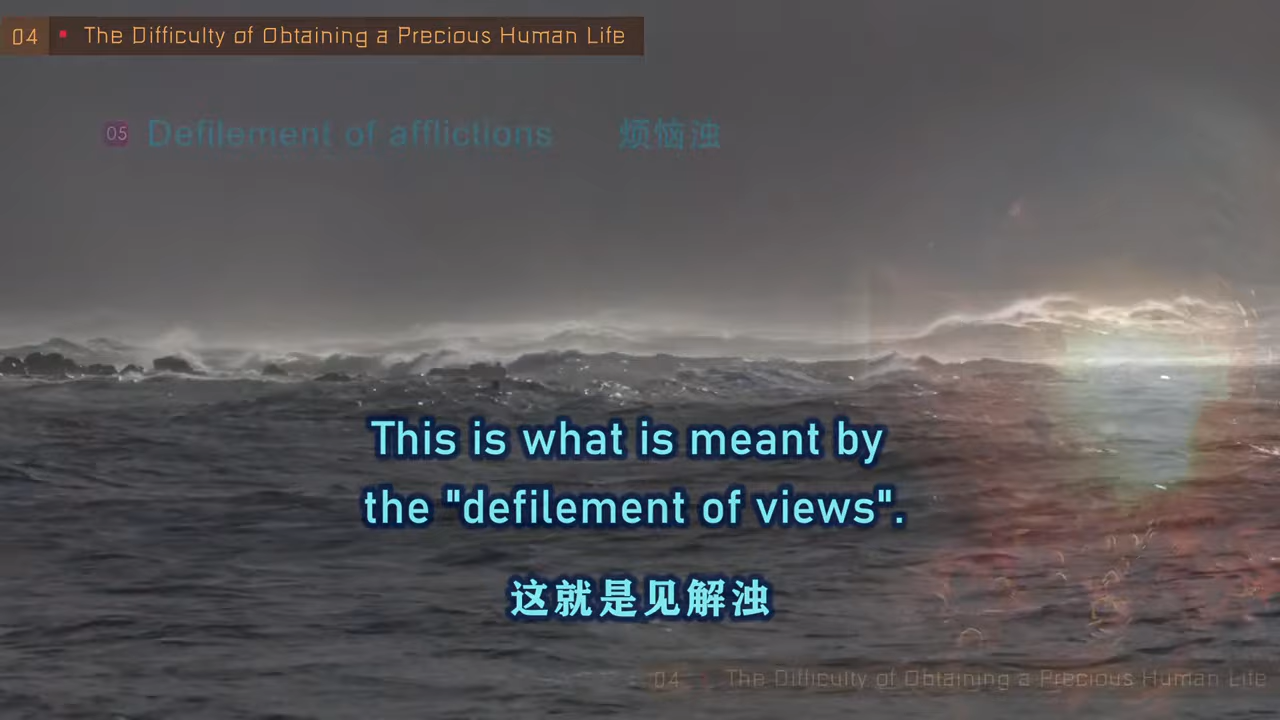 04 ▪ The Difficulty of Obtaining a Precious Human Life
05 Defilement of afflictions 烦恼浊
This is what is meant by
the "defilement of views".
这就是见解浊
04 The Difficulty of Obtaining a Precious Human Life